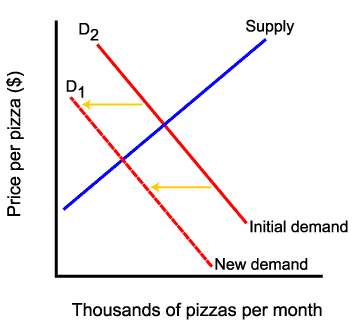 Supply
D2
D1
Price per pizza ($)
Initial demand
New demand
Thousands of pizzas per month